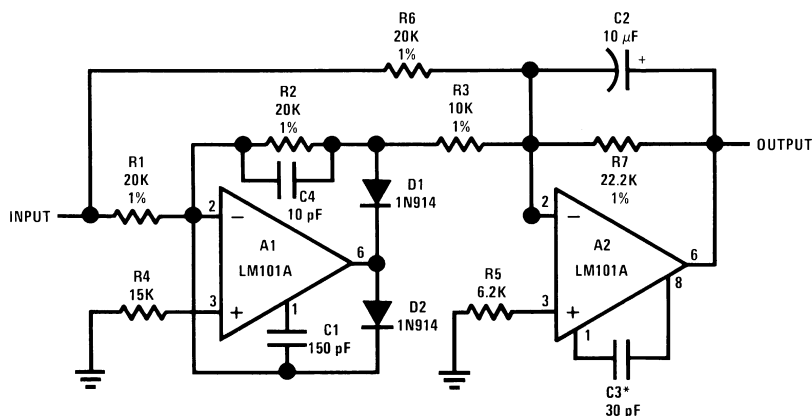 R6
20K
1%
C2
10 μF
+
R2
20K
1%
R3
10K
1%
OUTPUT
R1
20K
1%
C4
10 pF
D1
1N914
R7
22.2K
1%
INPUT
2
−
A1
LM101A
6
2
−
A2
LM101A
6
8
R4
15K
3
+
1
D2
1N914
R5
6.2K
3
+
1
C1
150 pF
C3*
30 pF